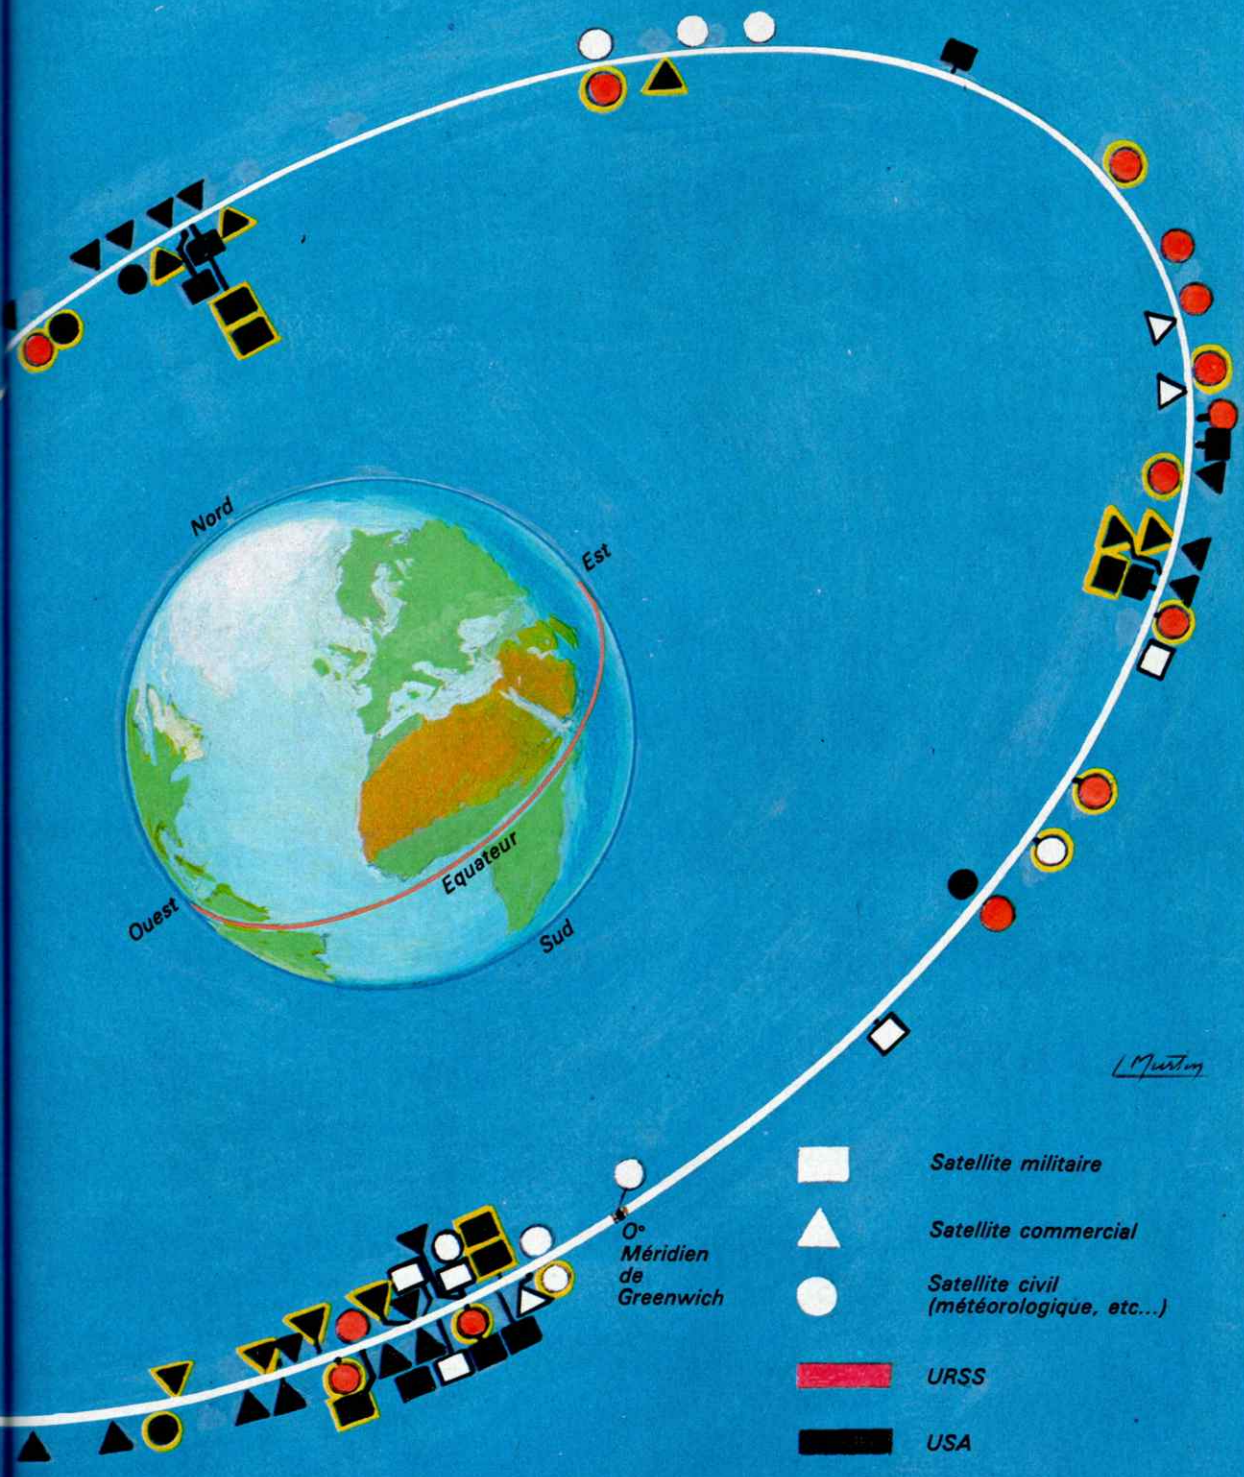 Nord
Est
Equateur
Ouest
Sud
0°
Méridien
de
Greenwich
Satellite militaire
Satellite commercial
Satellite civil
(météorologique, etc...)
URSS
USA